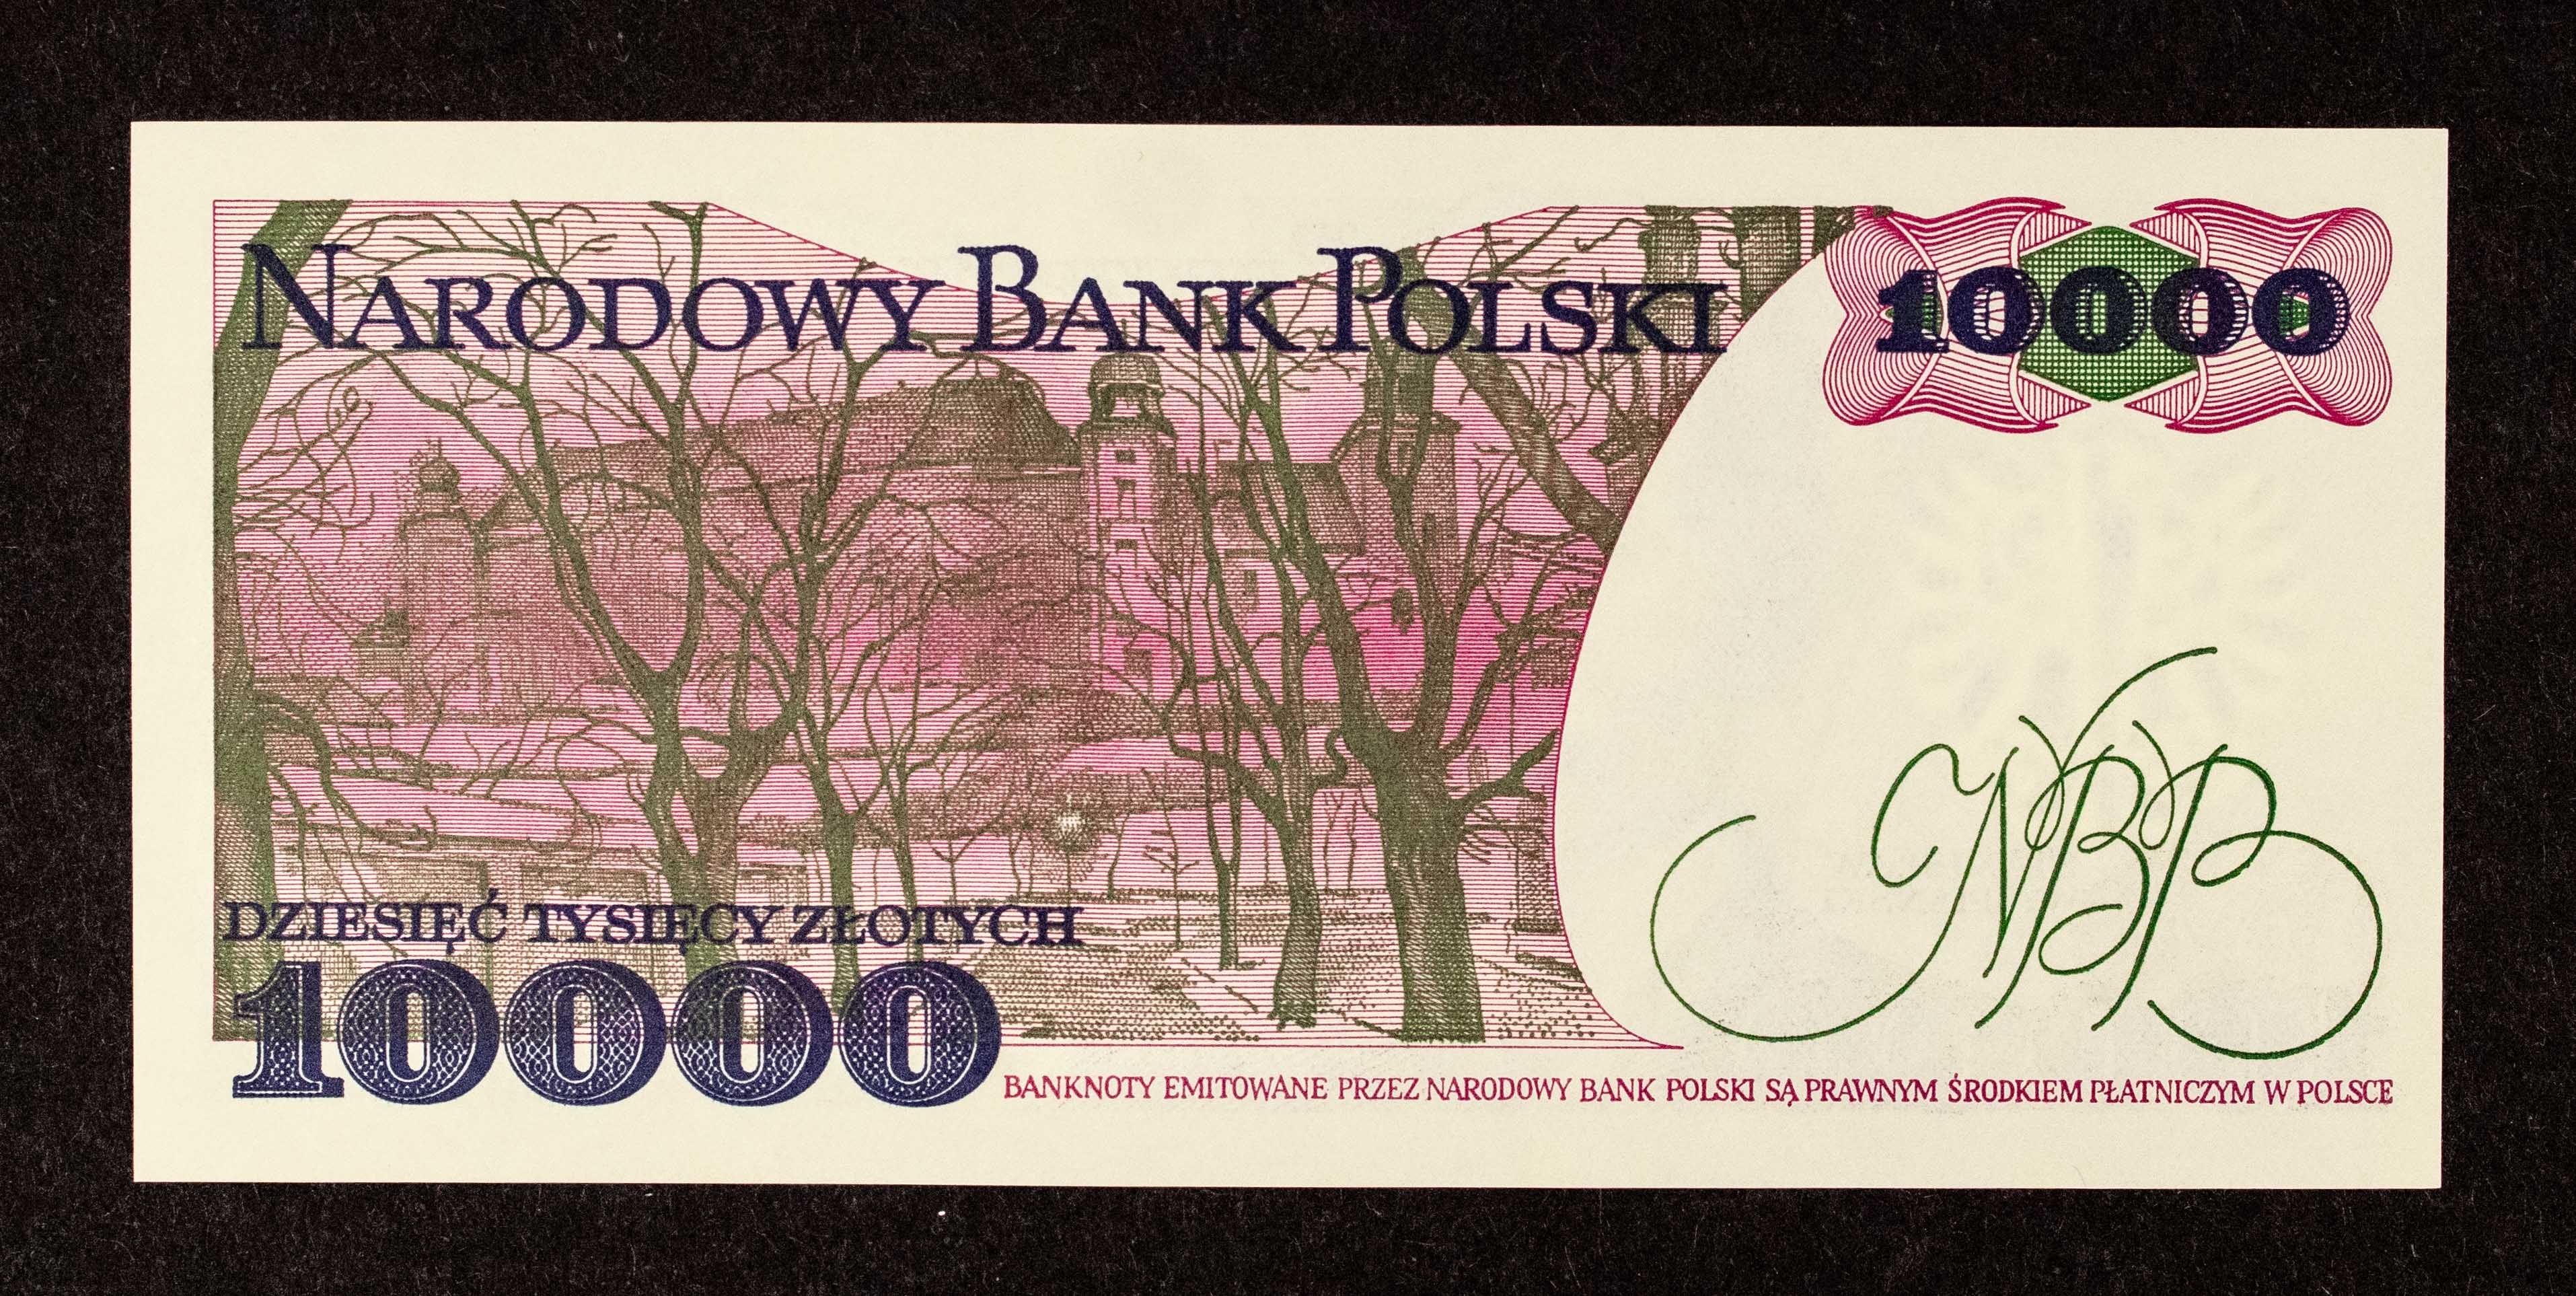 NARODOWY BANK POLSKI
10000
NBP
DZIESIĘĆ TYSIĘCY ZŁOTYCH
10000
BANKNOTY EMITOWANE PRZEZ NARODOWY BANK POLSKI SĄ PRAWNYM ŚRODKIEM PŁATNICZYM W POLSCE